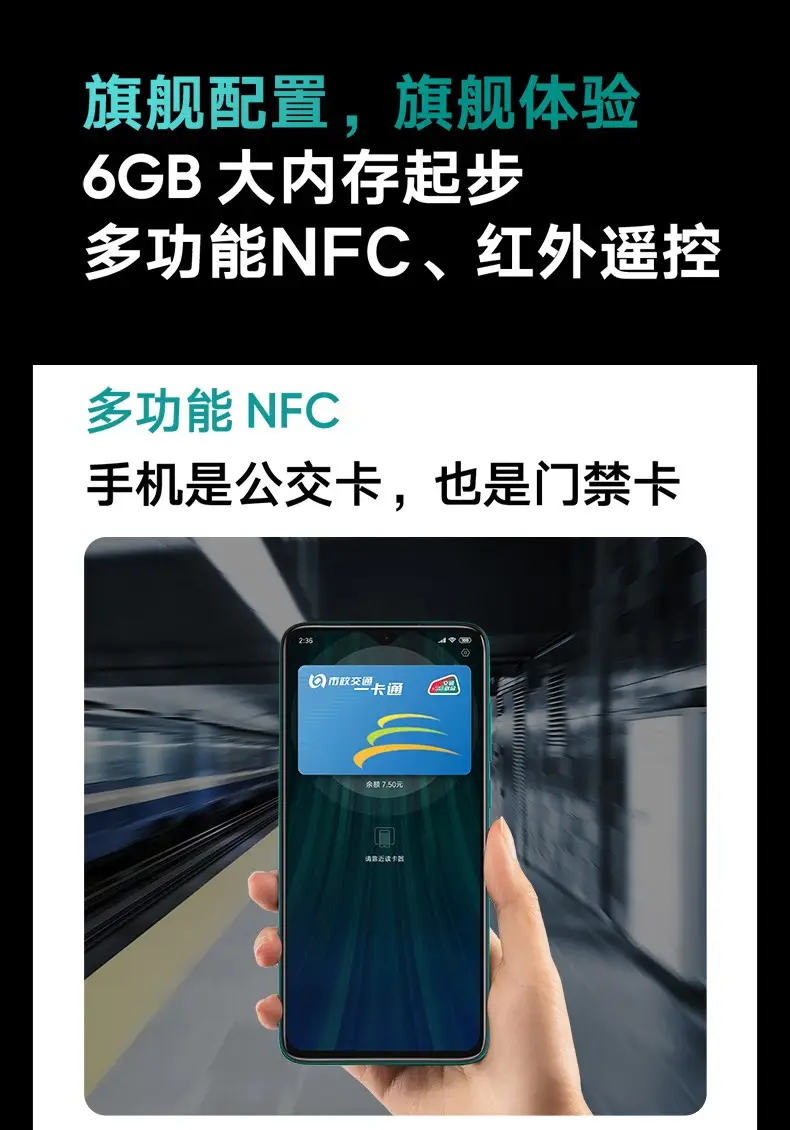 旗舰配置，旗舰体验
6GB 大内存起步
多功能NFC、红外遥控
多功能 NFC
手机是公交卡，也是门禁卡
2:36
市政交通
一卡通
余额 7.50元
请靠近读卡器